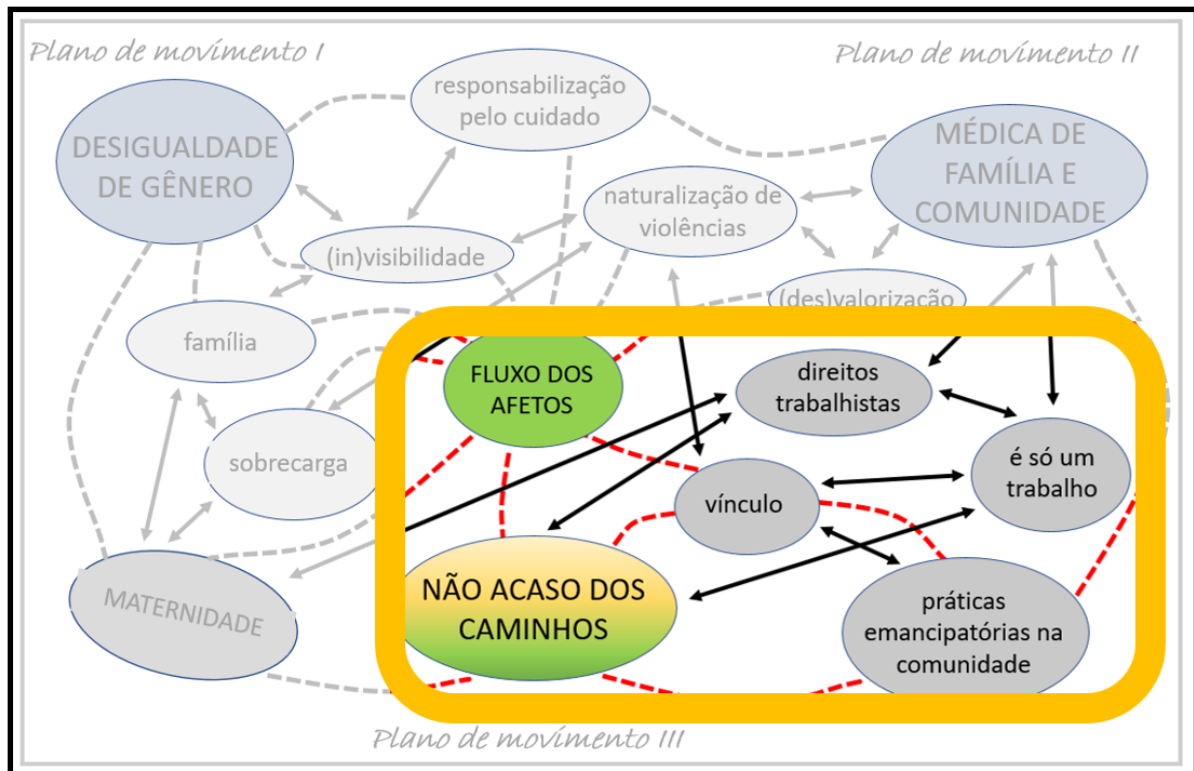 Plano de movimento I
Plano de movimento II
responsabilização
pelo cuidado
DESIGUALDADE
DE GÊNERO
MÉDICA DE
FAMÍLIA E
COMUNIDADE
naturalização de
violências
(in)visibilidade
(des)valorização
família
FLUXO DOS
AFETOS
direitos
trabalhistas
sobrecarga
é só um
trabalho
vínculo
NÃO ACASO DOS
CAMINHOS
MATERNIDADE
práticas
emancipatórias na
comunidade
Plano de movimento III